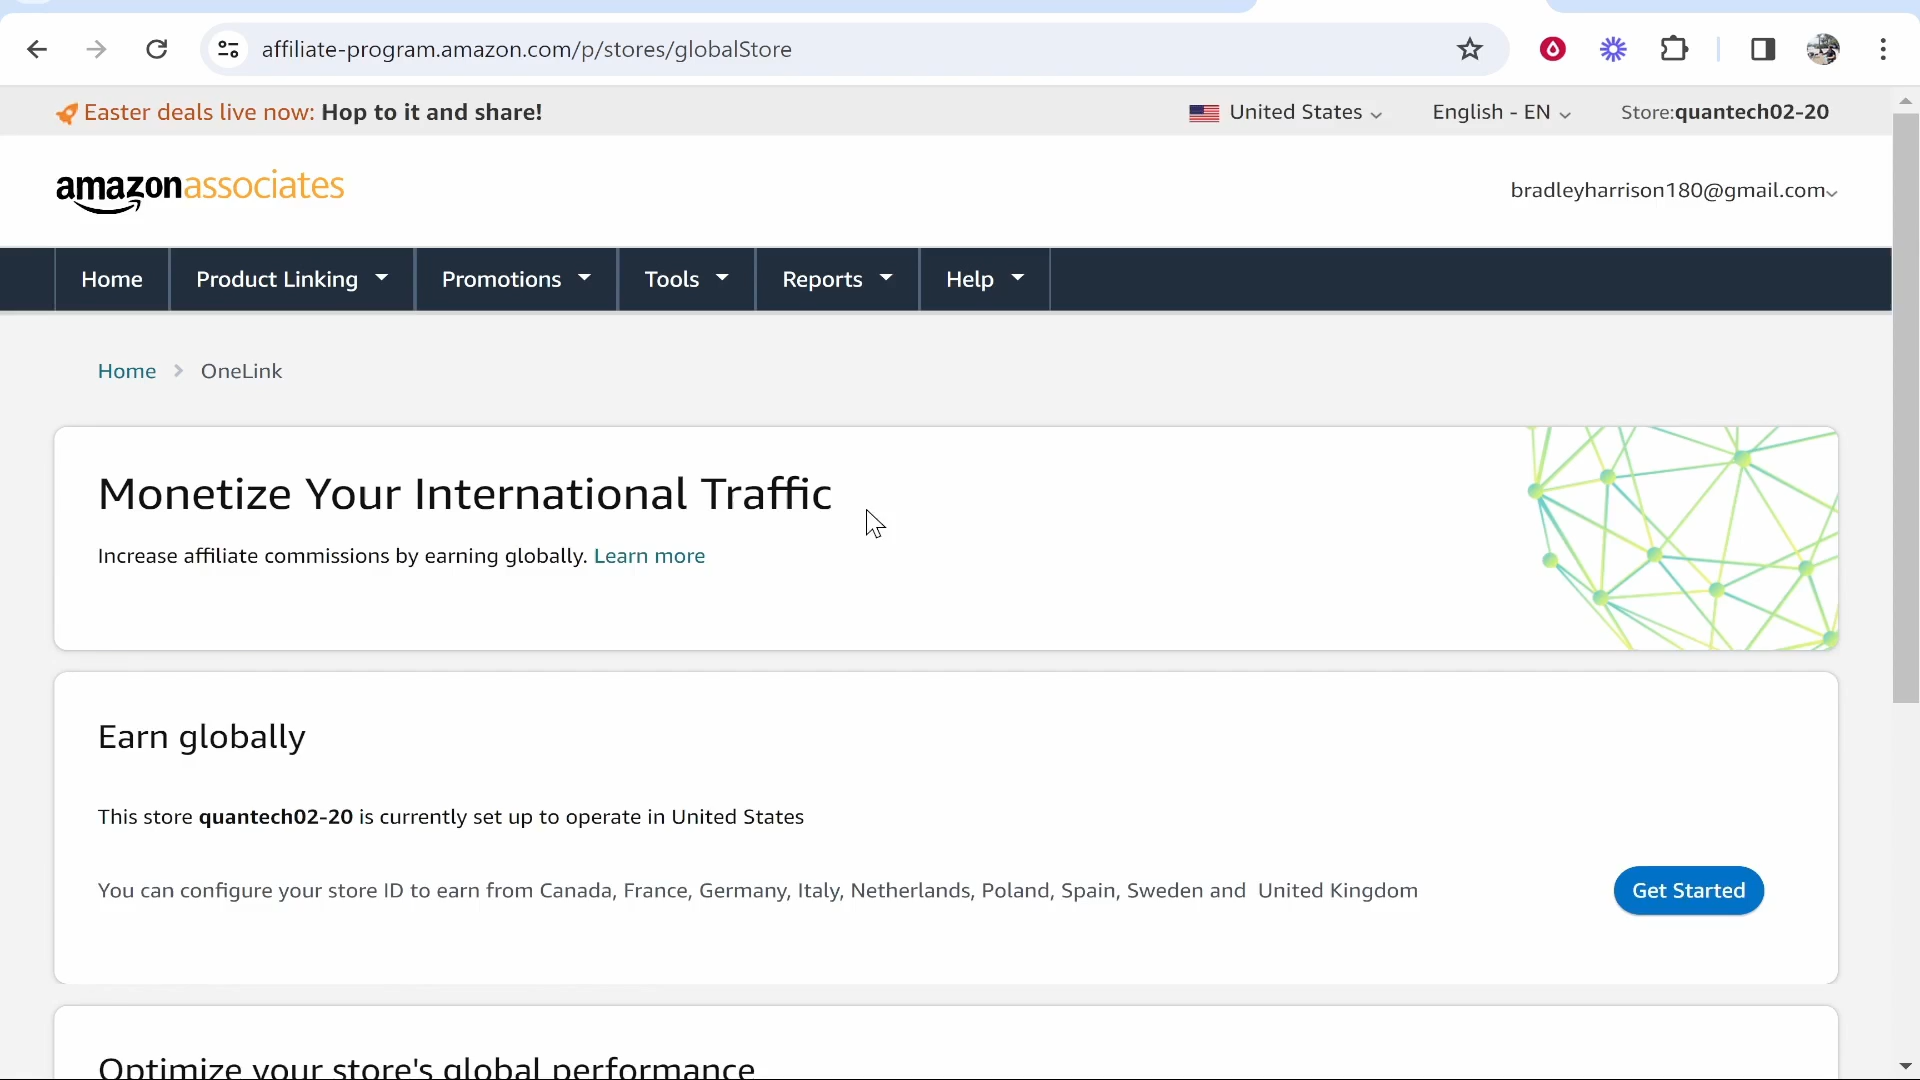 affiliate-program.amazon.com/p/stores/globalStore
Easter deals live now: Hop to it and share!
United States
English - EN
Store:quantech02-20
amazonassociates
bradleyharrison180@gmail.com
Home
Product Linking
Promotions
Tools
Reports
Help
Home
OneLink
Monetize Your International Traffic
Increase affiliate commissions by earning globally. Learn more
Earn globally
This store quantech02-20 is currently set up to operate in United States
You can configure your store ID to earn from Canada, France, Germany, Italy, Netherlands, Poland, Spain, Sweden and United Kingdom
Get Started
Optimize your store's global performance